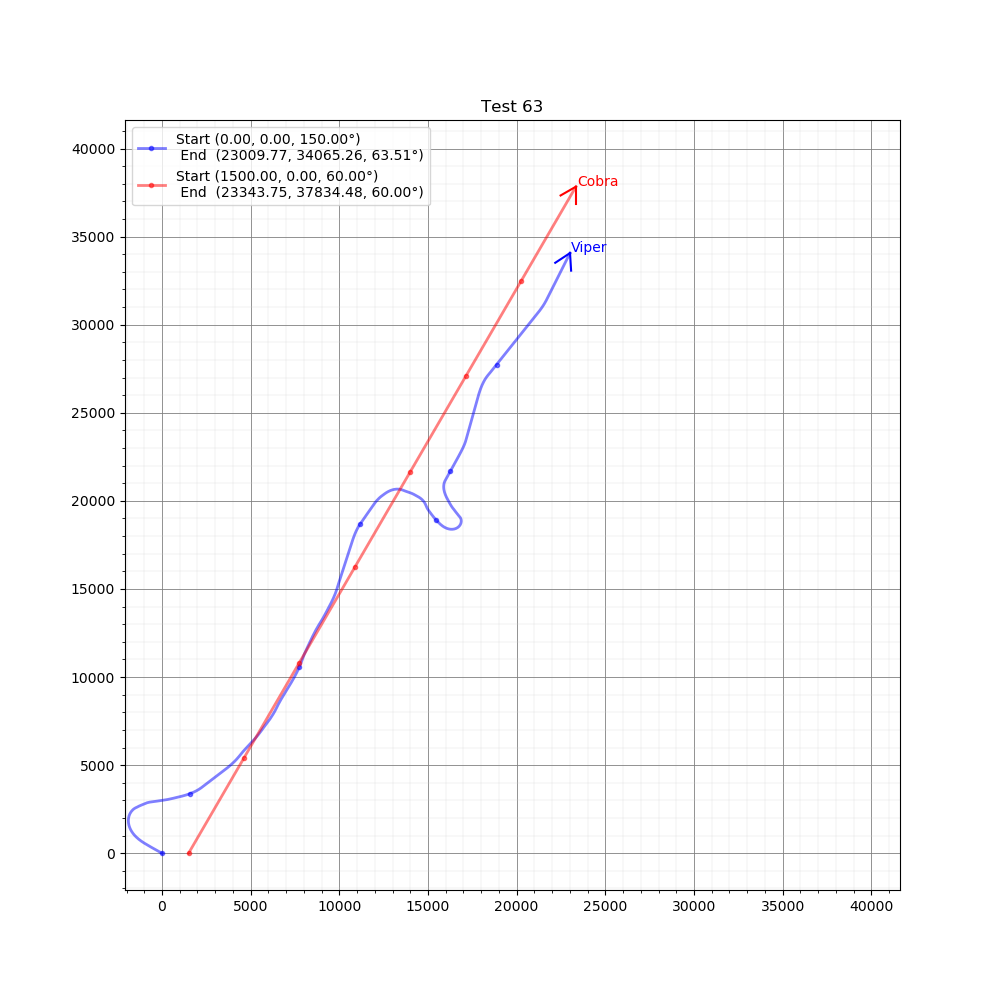 Test 63
Start (0.00, 0.00, 150.00°)
End (23009.77, 34065.26, 63.51°)
Start (1500.00, 0.00, 60.00°)
End (23343.75, 37834.48, 60.00°)
Cobra
Viper
40000
35000
30000
25000
20000
15000
10000
5000
0
0 5000 10000 15000 20000 25000 30000 35000 40000